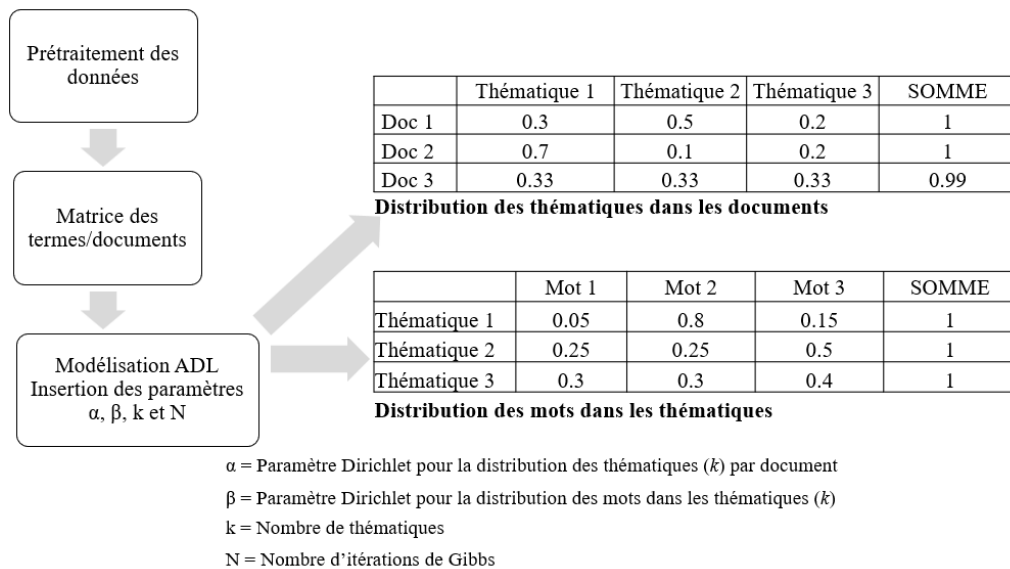 Prétraitement des
données
Matrice des
termes/documents
Modélisation ADL
Insertion des paramètres
α, β, k et N
Thématique 1 Thématique 2 Thématique 3 SOMME
Doc 1 0.3 0.5 0.2 1
Doc 2 0.7 0.1 0.2 1
Doc 3 0.33 0.33 0.33 0.99
Distribution des thématiques dans les documents
Mot 1 Mot 2 Mot 3 SOMME
Thématique 1 0.05 0.8 0.15 1
Thématique 2 0.25 0.25 0.5 1
Thématique 3 0.3 0.3 0.4 1
Distribution des mots dans les thématiques
α = Paramètre Dirichlet pour la distribution des thématiques (k) par document
β = Paramètre Dirichlet pour la distribution des mots dans les thématiques (k)
k = Nombre de thématiques
N = Nombre d'itérations de Gibbs